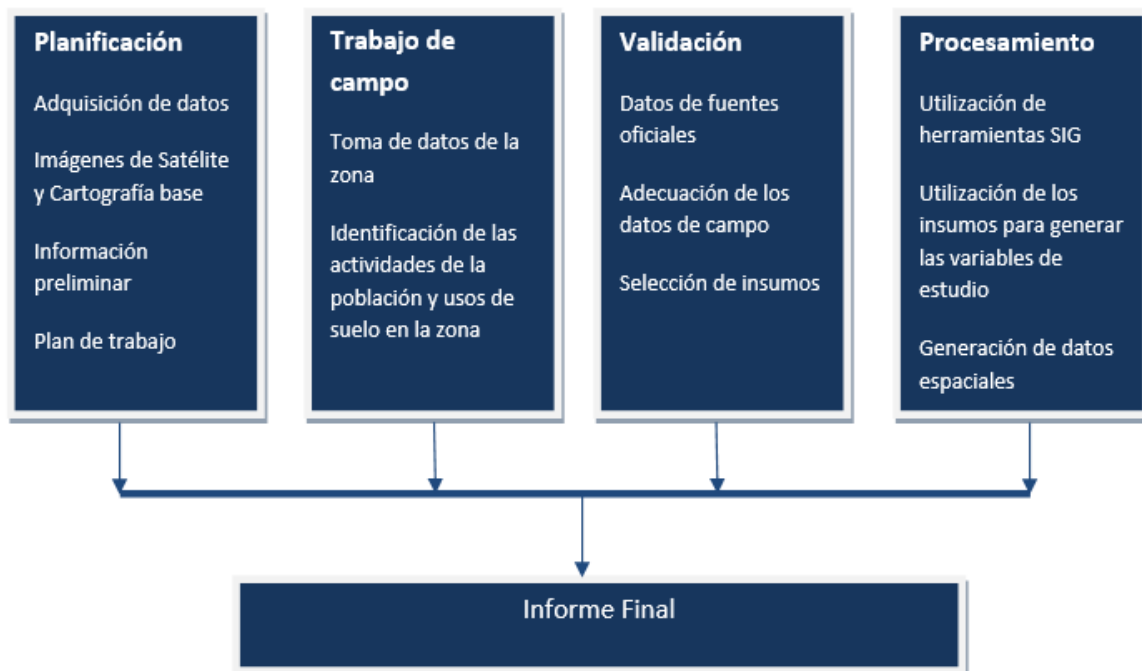 Planificación
Adquisición de datos
Imágenes de Satélite
y Cartografía base
Información
preliminar
Plan de trabajo
Trabajo de
campo
Toma de datos de la
zona
Identificación de las
actividades de la
población y usos de
suelo en la zona
Validación
Datos de fuentes
oficiales
Adecuación de los
datos de campo
Selección de insumos
Procesamiento
Utilización de
herramientas SIG
Utilización de los
insumos para generar
las variables de
estudio
Generación de datos
espaciales
Informe Final